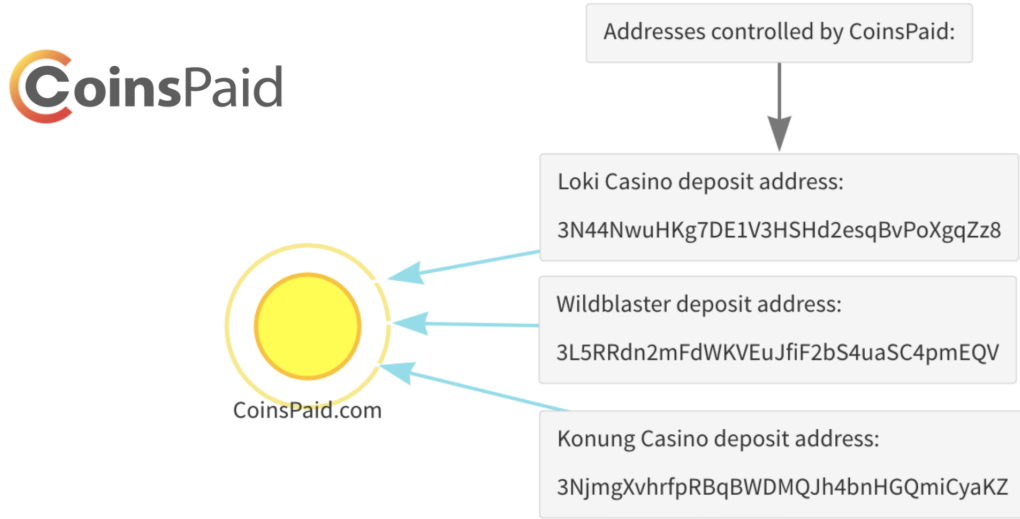 CoinsPaid
Addresses controlled by CoinsPaid:
Loki Casino deposit address:
3N44NwuHKg7DE1V3HSHd2esqBvPoXgqZz8
Wildblaster deposit address:
3L5RRdn2mFdWKVEuJfiF2bS4uaSC4pmEQV
Konung Casino deposit address:
3NjmgXvhrfpRBqBWDMQJh4bnHGQmiCyaKZ
CoinsPaid.com